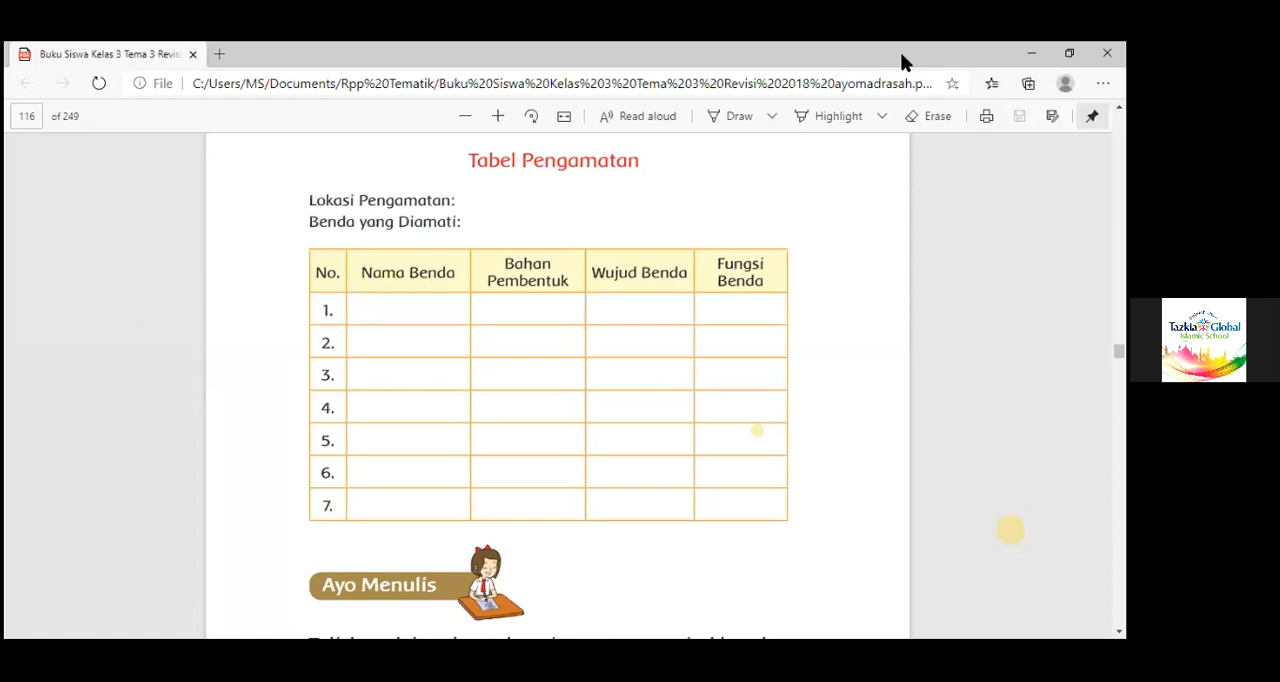 Buku Siswa Kelas 3 Tema 3 Revisi
File
C:/Users/MS/Documents/Rpp%20Tematik/Buku%20Siswa%20Kelas%203%20Tema%203%20Revisi%202018%20ayomadrasah.p...
116 of 249
Read aloud
Draw
Highlight
Erase
Tabel Pengamatan
Lokasi Pengamatan:
Benda yang Diamati:
No. Nama Benda Bahan Pembentuk Wujud Benda Fungsi Benda
1.
2.
3.
4.
5.
6.
7.
Ayo Menulis
Tazkia Global
Islamic School